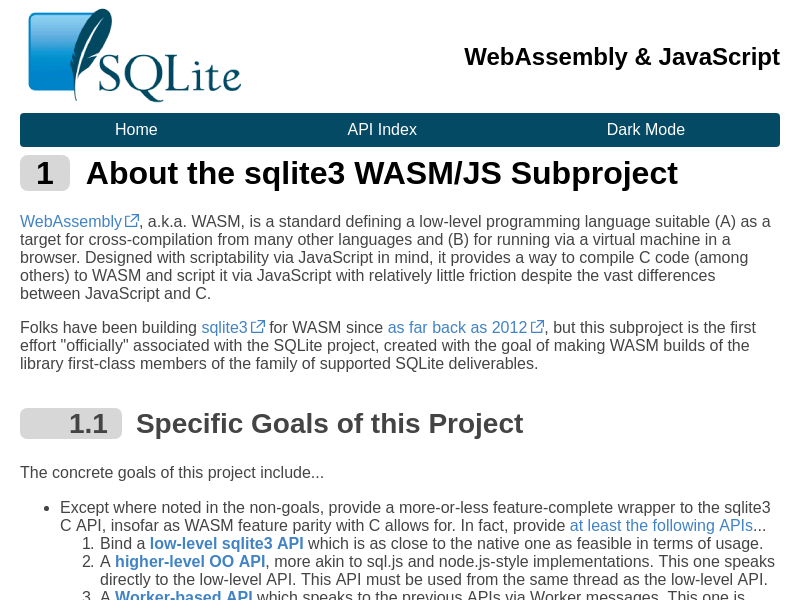 SQLite
WebAssembly & JavaScript
Home API Index Dark Mode
1 About the sqlite3 WASM/JS Subproject
WebAssembly, a.k.a. WASM, is a standard defining a low-level programming language suitable (A) as a
target for cross-compilation from many other languages and (B) for running via a virtual machine in a
browser. Designed with scriptability via JavaScript in mind, it provides a way to compile C code (among
others) to WASM and script it via JavaScript with relatively little friction despite the vast differences
between JavaScript and C.
Folks have been building sqlite3 for WASM since as far back as 2012, but this subproject is the first
effort "officially" associated with the SQLite project, created with the goal of making WASM builds of the
library first-class members of the family of supported SQLite deliverables.
1.1 Specific Goals of this Project
The concrete goals of this project include...
• Except where noted in the non-goals, provide a more-or-less feature-complete wrapper to the sqlite3
C API, insofar as WASM feature parity with C allows for. In fact, provide at least the following APIs...
1. Bind a low-level sqlite3 API which is as close to the native one as feasible in terms of usage.
2. A higher-level OO API, more akin to sql.js and node.js-style implementations. This one speaks
directly to the low-level API. This API must be used from the same thread as the low-level API.
3. A Worker-based API which speaks to the previous APIs via Worker messages. This one is